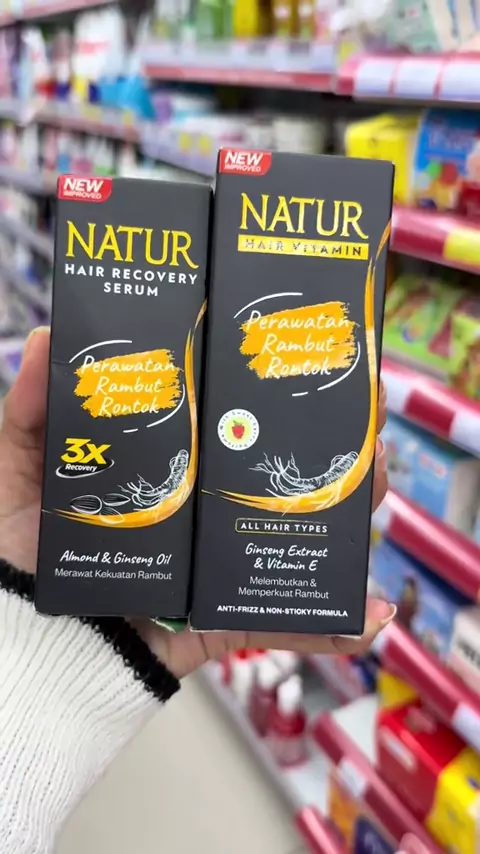 NEW
IMPROVED
NATUR
HAIR RECOVERY
SERUM
Perawatan
Rambut
Rontok
3X
Recovery
Almond & Ginseng Oil
Merawat Kekuatan Rambut
NEW
IMPROVED
NATUR
HAIR VITAMIN
Perawatan
Rambut
Rontok
ALL HAIR TYPES
Ginseng Extract
& Vitamin E
Melembutkan &
Memperkuat Rambut
ANTI-FRIZZ & NON-STICKY FORMULA